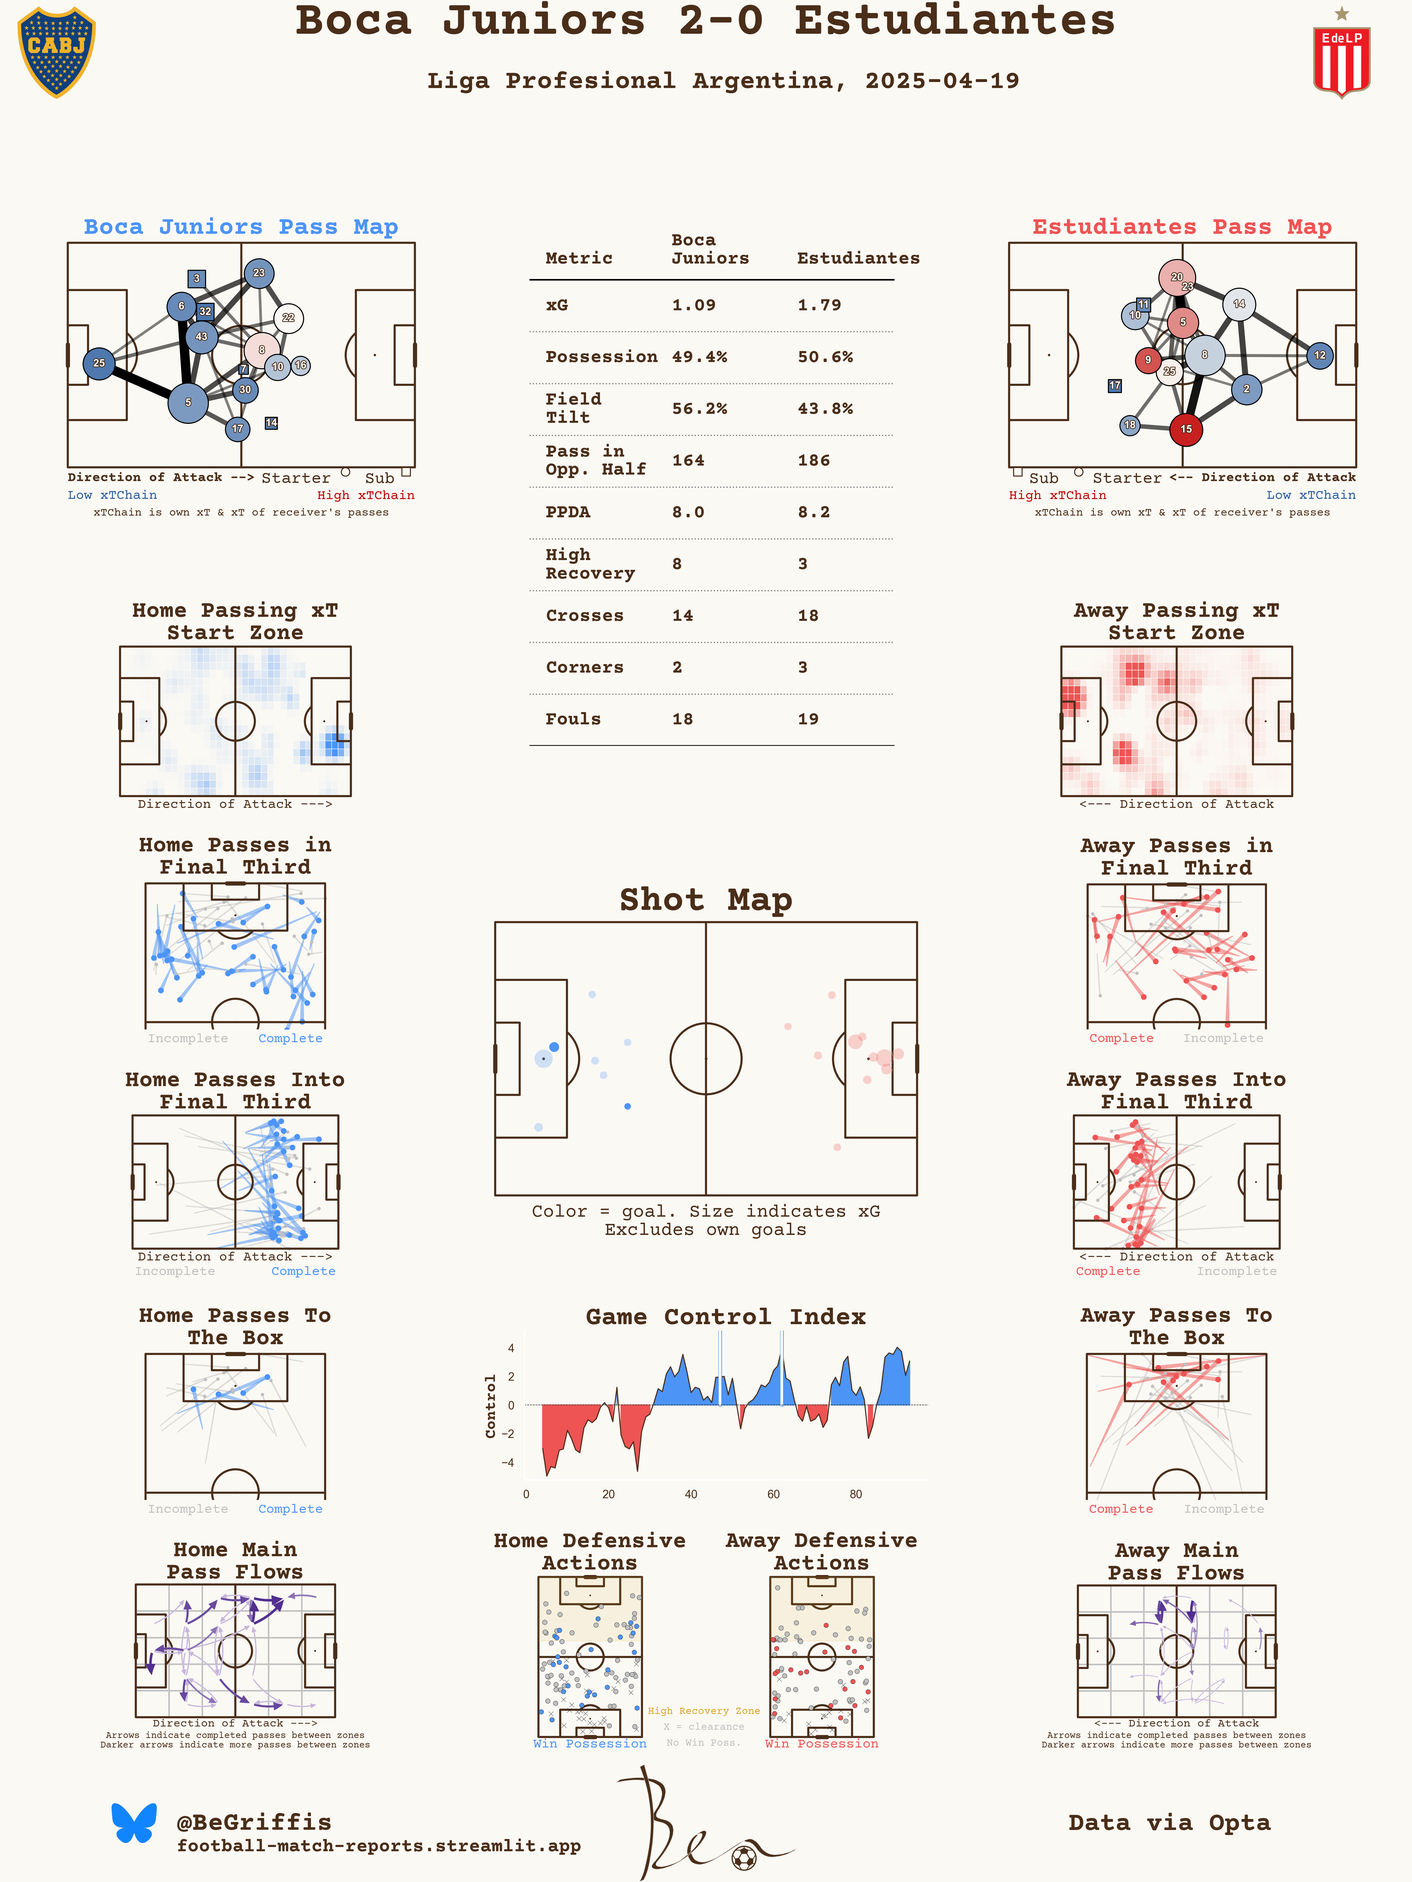 Boca Juniors 2-0 Estudiantes
Liga Profesional Argentina, 2025-04-19
CABJ
EdeLP
Boca Juniors Pass Map
3
23
6
32
22
43
8
25
10
16
7
30
5
17
14
Direction of Attack --> Starter Sub
Low xTChain High xTChain
xTChain is own xT & xT of receiver's passes
Metric Boca Juniors Estudiantes
xG 1.09 1.79
Possession 49.4% 50.6%
Field Tilt 56.2% 43.8%
Pass in Opp. Half 164 186
PPDA 8.0 8.2
High Recovery 8 3
Crosses 14 18
Corners 2 3
Fouls 18 19
Estudiantes Pass Map
20
23
11
14
10
5
9
8
12
25
17
2
18
15
Sub Starter <-- Direction of Attack
High xTChain Low xTChain
xTChain is own xT & xT of receiver's passes
Home Passing xT
Start Zone
Direction of Attack --->
Away Passing xT
Start Zone
<--- Direction of Attack
Home Passes in
Final Third
Incomplete Complete
Away Passes in
Final Third
Complete Incomplete
Shot Map
Color = goal. Size indicates xG
Excludes own goals
Home Passes Into
Final Third
Direction of Attack --->
Incomplete Complete
Away Passes Into
Final Third
<--- Direction of Attack
Complete Incomplete
Home Passes To
The Box
Incomplete Complete
Game Control Index
Control
4
2
0
−2
−4
0 20 40 60 80
Away Passes To
The Box
Complete Incomplete
Home Main
Pass Flows
Direction of Attack --->
Arrows indicate completed passes between zones
Darker arrows indicate more passes between zones
Home Defensive
Actions
Win Possession
High Recovery Zone
X = clearance
No Win Poss.
Away Defensive
Actions
Win Possession
Away Main
Pass Flows
<--- Direction of Attack
Arrows indicate completed passes between zones
Darker arrows indicate more passes between zones
@BeGriffis
football-match-reports.streamlit.app
Ben
Data via Opta